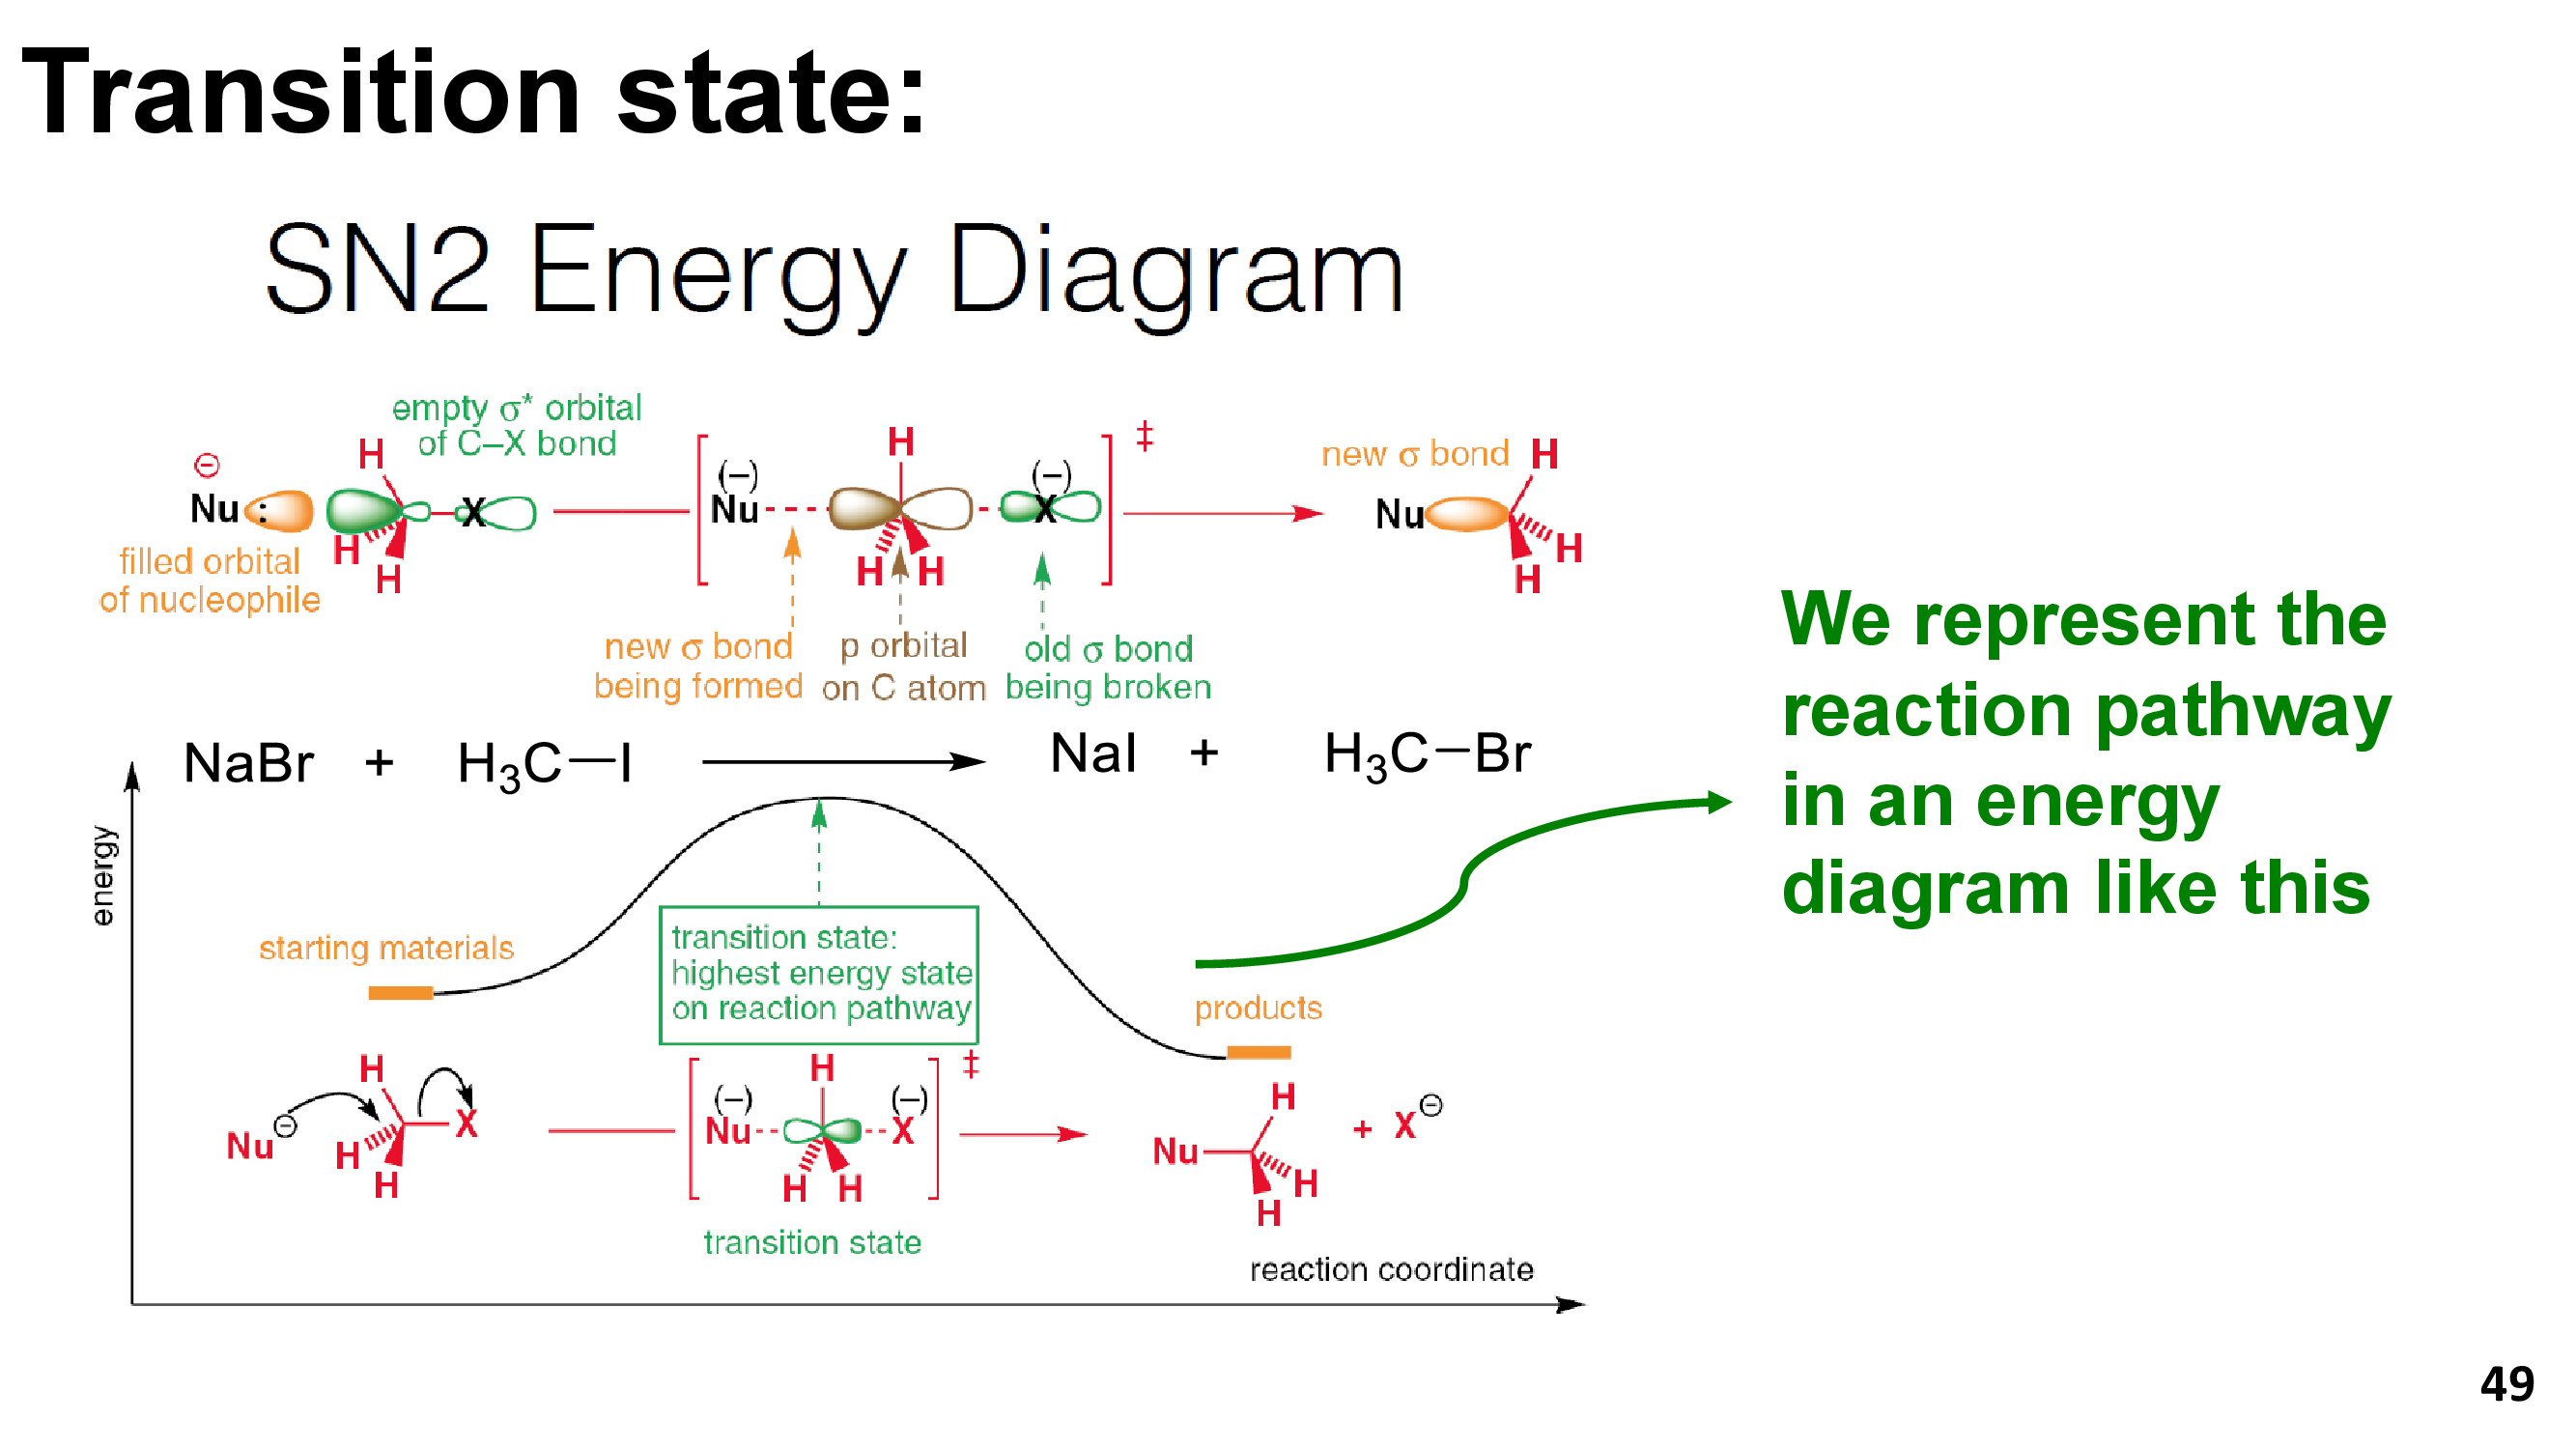 Transition state:
SN2 Energy Diagram
empty σ* orbital
of C–X bond
H
⊖
Nu :
X
H
H
filled orbital
of nucleophile
H
‡
(–)
(–)
Nu
X
H H
new σ bond
being formed
p orbital
on C atom
old σ bond
being broken
new σ bond
H
Nu
H
H
We represent the
reaction pathway
in an energy
diagram like this
NaBr + H₃C—I
NaI + H₃C—Br
energy
starting materials
transition state:
highest energy state
on reaction pathway
products
H
Nu⊖
X
H
H
H
‡
(–)
(–)
Nu
X
H H
transition state
H
Nu
H
H
+ X⊖
reaction coordinate
49